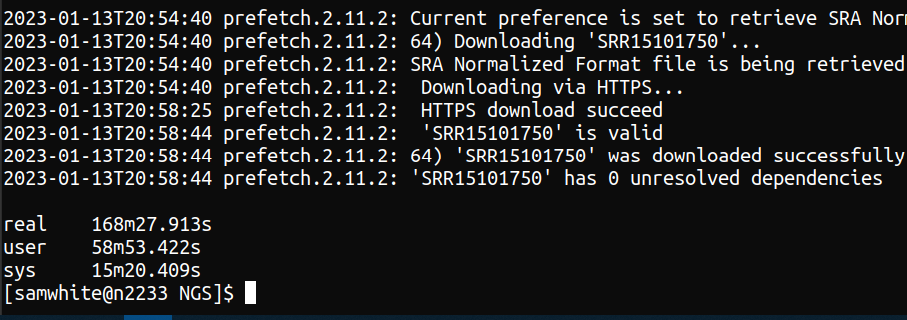 2023-01-13T20:54:40 prefetch.2.11.2: Current preference is set to retrieve SRA Norm
2023-01-13T20:54:40 prefetch.2.11.2: 64) Downloading 'SRR15101750'...
2023-01-13T20:54:40 prefetch.2.11.2: SRA Normalized Format file is being retrieved
2023-01-13T20:54:40 prefetch.2.11.2:  Downloading via HTTPS...
2023-01-13T20:58:25 prefetch.2.11.2:  HTTPS download succeed
2023-01-13T20:58:44 prefetch.2.11.2:  'SRR15101750' is valid
2023-01-13T20:58:44 prefetch.2.11.2: 64) 'SRR15101750' was downloaded successfully
2023-01-13T20:58:44 prefetch.2.11.2: 'SRR15101750' has 0 unresolved dependencies
real    168m27.913s
user    58m53.422s
sys     15m20.409s
[samwhite@n2233 NGS]$